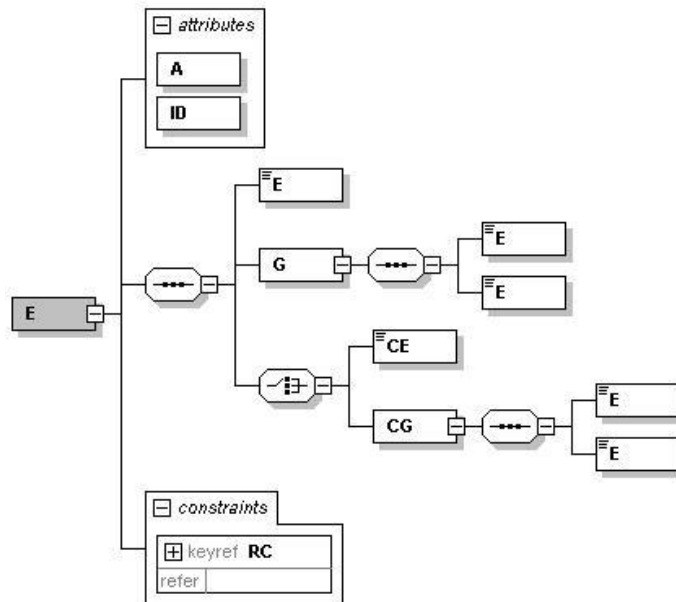 attributes
A
ID
E
G
E
E
E
CE
CG
E
E
constraints
keyref RC
refer